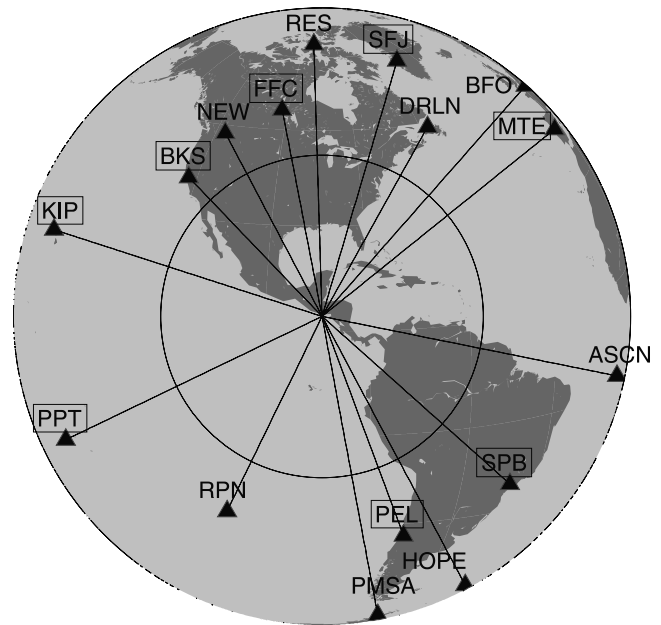 RES
SFJ
FFC
BFO
NEW
DRLN
MTE
BKS
KIP
ASCN
PPT
SPB
RPN
PEL
HOPE
PMSA